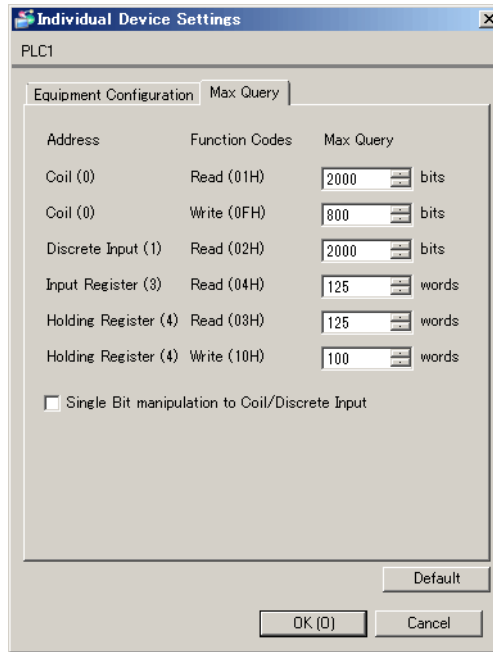 Individual Device Settings
PLC1
Equipment Configuration Max Query
Address Function Codes Max Query
Coil (0) Read (01H) 2000 bits
Coil (0) Write (0FH) 800 bits
Discrete Input (1) Read (02H) 2000 bits
Input Register (3) Read (04H) 125 words
Holding Register (4) Read (03H) 125 words
Holding Register (4) Write (10H) 100 words
Single Bit manipulation to Coil/Discrete Input
Default
OK (O) Cancel